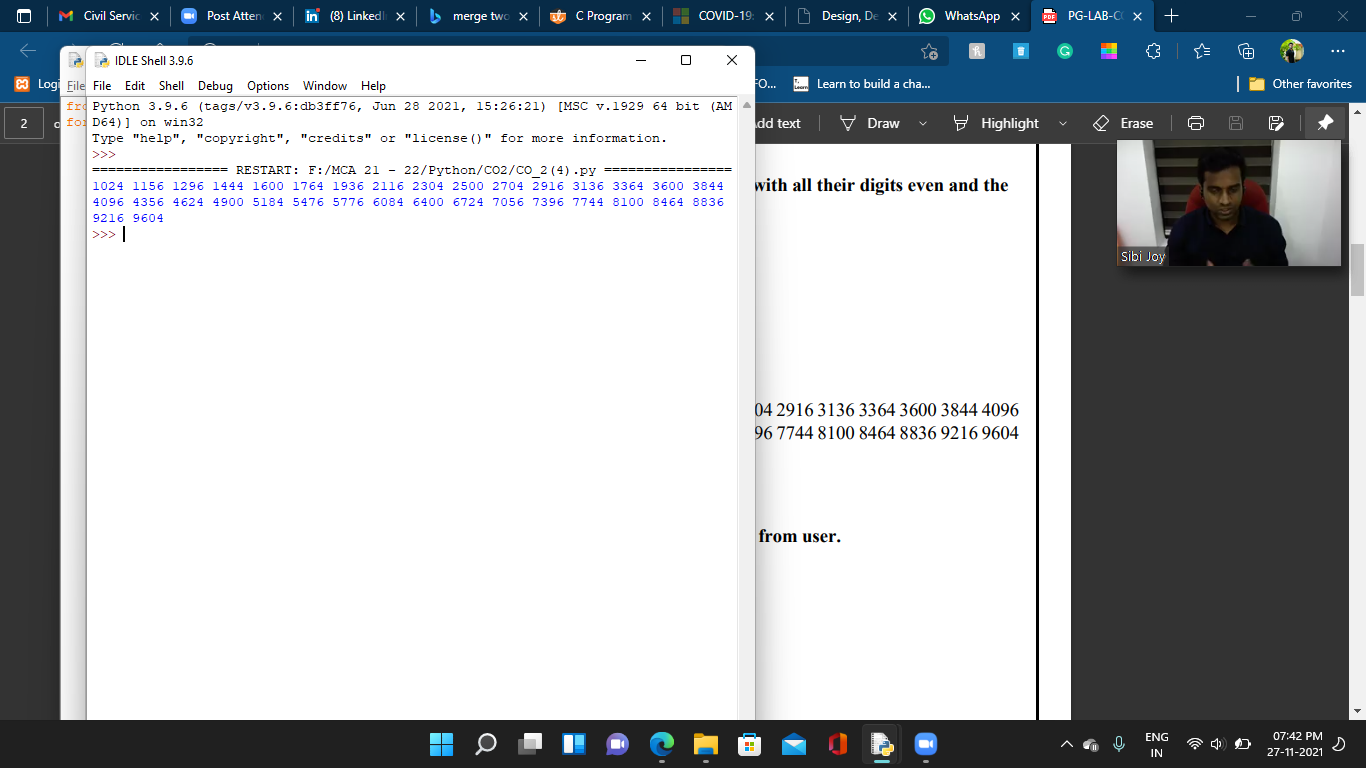 Civil Servic
Post Atten
(8) LinkedI
merge two
C Program
COVID-19:
Design, De
WhatsApp
PG-LAB-CO
Logi
FO...
Learn to build a cha...
Other favorites
2
Add text
Draw
Highlight
Erase
IDLE Shell 3.9.6
File
File Edit Shell Debug Options Window Help
Python 3.9.6 (tags/v3.9.6:db3ff76, Jun 28 2021, 15:26:21) [MSC v.1929 64 bit (AM
D64)] on win32
Type "help", "copyright", "credits" or "license()" for more information.
>>>
================= RESTART: F:/MCA 21 - 22/Python/CO2/CO_2(4).py ================
1024 1156 1296 1444 1600 1764 1936 2116 2304 2500 2704 2916 3136 3364 3600 3844
4096 4356 4624 4900 5184 5476 5776 6084 6400 6724 7056 7396 7744 8100 8464 8836
9216 9604
>>>
with all their digits even and the
04 2916 3136 3364 3600 3844 4096
96 7744 8100 8464 8836 9216 9604
from user.
Sibi Joy
ENG
IN
07:42 PM
27-11-2021